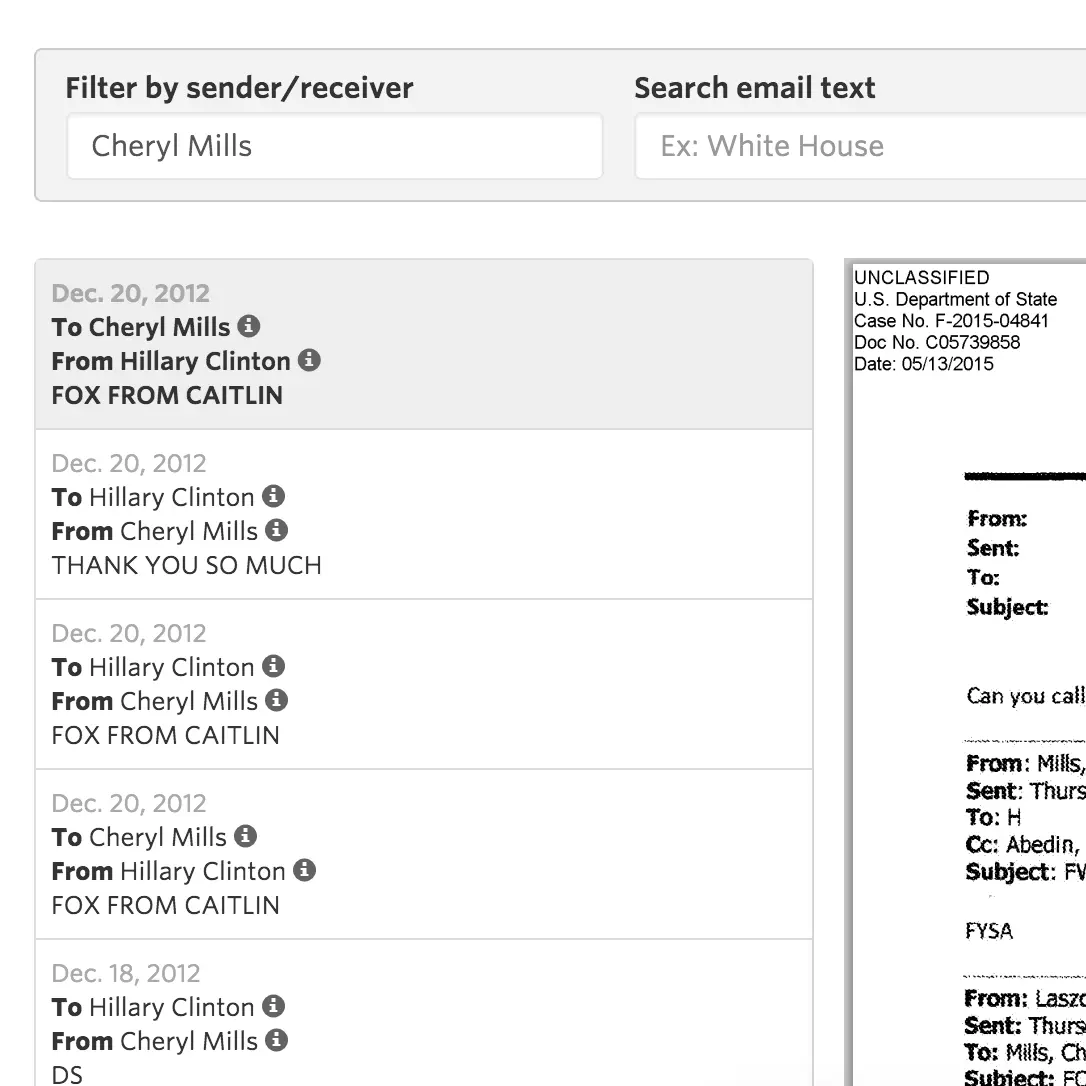 Filter by sender/receiver
Cheryl Mills
Search email text
Ex: White House
Dec. 20, 2012
To Cheryl Mills
From Hillary Clinton
FOX FROM CAITLIN
Dec. 20, 2012
To Hillary Clinton
From Cheryl Mills
THANK YOU SO MUCH
Dec. 20, 2012
To Hillary Clinton
From Cheryl Mills
FOX FROM CAITLIN
Dec. 20, 2012
To Cheryl Mills
From Hillary Clinton
FOX FROM CAITLIN
Dec. 18, 2012
To Hillary Clinton
From Cheryl Mills
DS
UNCLASSIFIED
U.S. Department of State
Case No. F-2015-04841
Doc No. C05739858
Date: 05/13/2015
From:
Sent:
To:
Subject:
Can you call
From: Mills,
Sent: Thurs
To: H
Cc: Abedin,
Subject:
FYSA
From:
Sent: Thurs
To: Mills, Ch
Subject: